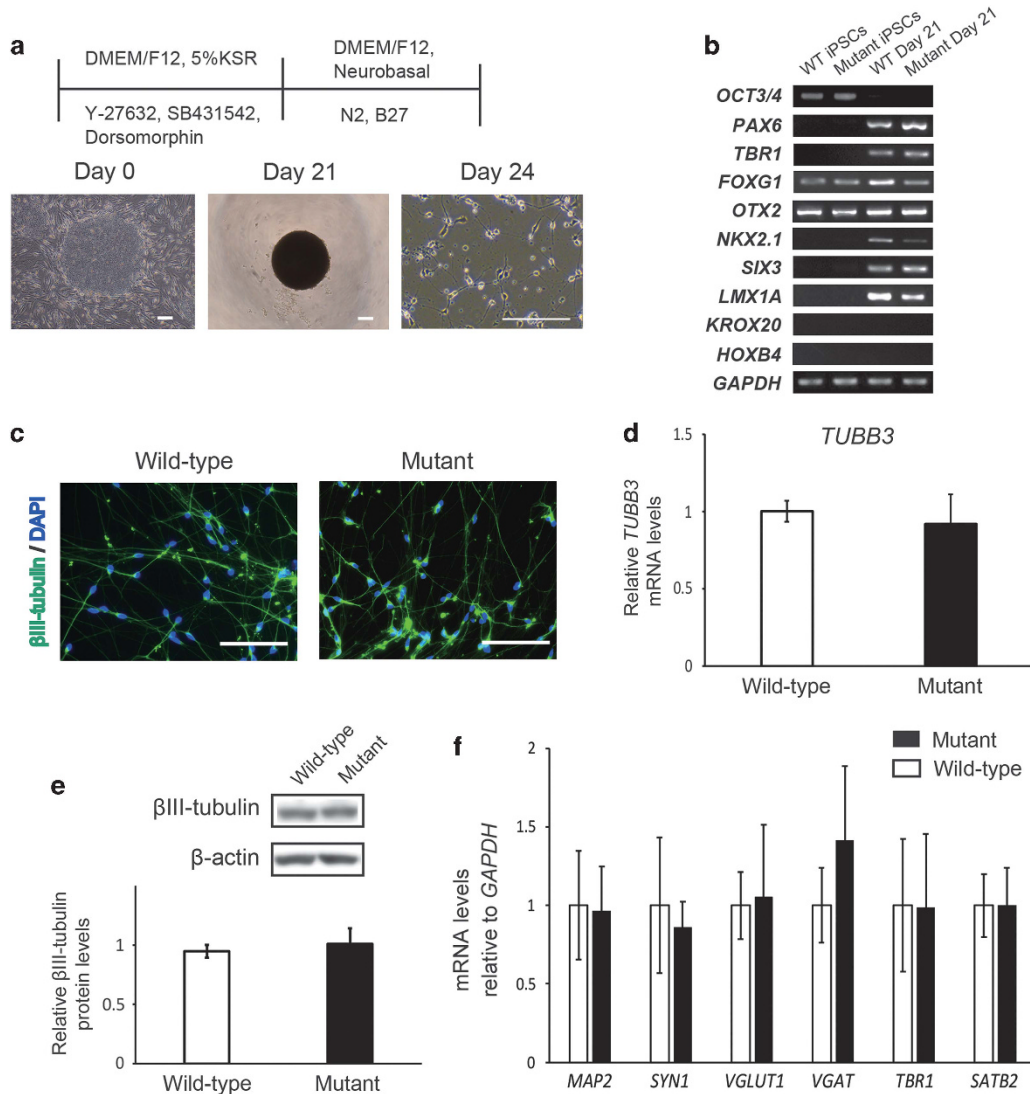 a
DMEM/F12, 5%KSR
DMEM/F12,
Neurobasal
Y-27632, SB431542,
Dorsomorphin
N2, B27
Day 0
Day 21
Day 24
b
WT iPSCs
Mutant iPSCs
WT Day 21
Mutant Day 21
OCT3/4
PAX6
TBR1
FOXG1
OTX2
NKX2.1
SIX3
LMX1A
KROX20
HOXB4
GAPDH
c
Wild-type
Mutant
βIII-tubulin / DAPI
d
TUBB3
Relative TUBB3
mRNA levels
1.5
1
0.5
0
Wild-type
Mutant
e
Wild-type
Mutant
βIII-tubulin
β-actin
Relative βIII-tubulin
protein levels
1
0.5
0
Wild-type
Mutant
f
Mutant
Wild-type
mRNA levels
relative to GAPDH
2
1.5
1
0.5
0
MAP2
SYN1
VGLUT1
VGAT
TBR1
SATB2